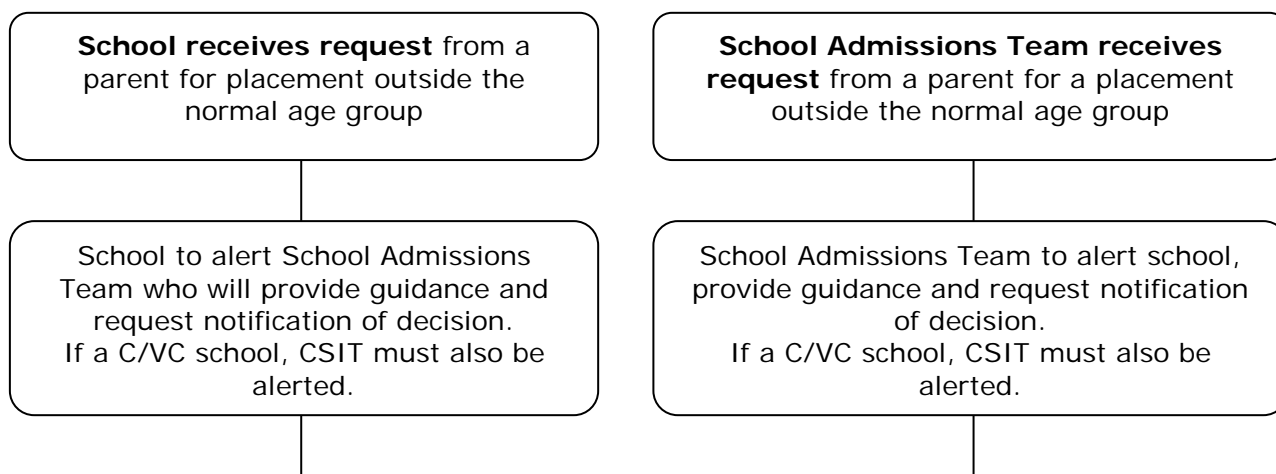 School receives request from a
parent for placement outside the
normal age group
School Admissions Team receives
request from a parent for a placement
outside the normal age group
School to alert School Admissions
Team who will provide guidance and
request notification of decision.
If a C/VC school, CSIT must also be
alerted.
School Admissions Team to alert school,
provide guidance and request notification
of decision.
If a C/VC school, CSIT must also be
alerted.